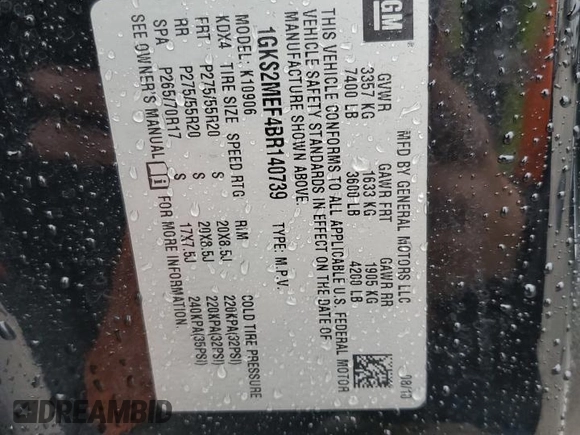 GM
MFD BY GENERAL MOTORS LLC
08/13
GVWR GAWR FRT GAWR RR
3357 KG 1633 KG 1905 KG
7400 LB 3600 LB 4200 LB
THIS VEHICLE CONFORMS TO ALL APPLICABLE U.S. FEDERAL MOTOR
VEHICLE SAFETY STANDARDS IN EFFECT ON THE DATE OF
MANUFACTURE SHOWN ABOVE.
1GKS2MEF4BR140739 TYPE: M.P.V.
MODEL: K10906
KDX4 TIRE SIZE SPEED RTG RIM COLD TIRE PRESSURE
FRT P275/55R20 S 20X8.5J 220KPA(32PSI)
RR P275/55R20 S 20X8.5J 220KPA(32PSI)
SPA P265/70R17 S 17X7.5J 240KPA(35PSI)
SEE OWNER'S MANUAL FOR MORE INFORMATION
DREAMBID